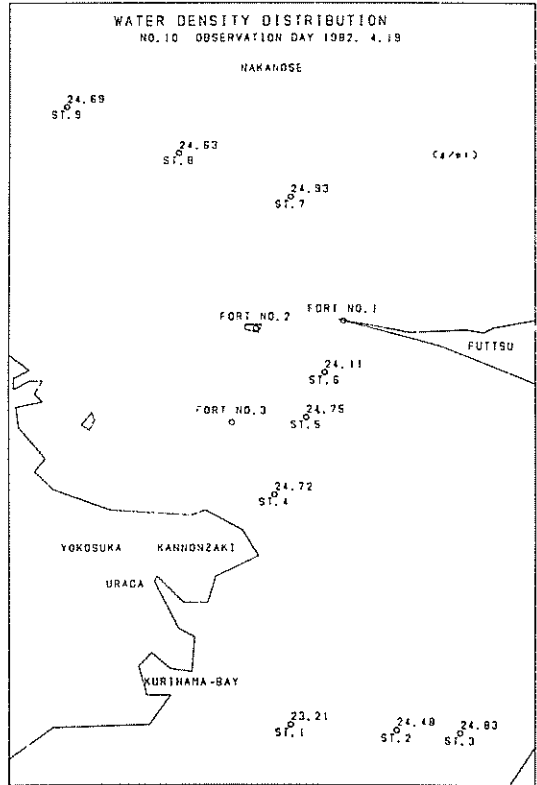 WATER DENSITY DISTRIBUTION
NO.10 OBSERVATION DAY 1982. 4.19
NAKANOSE
24.69
ST.9
24.63
ST.8
24.93
ST.7
FORT NO.2
FORT NO.1
FUTTSU
24.11
ST.6
FORT NO.3
24.75
ST.5
24.72
ST.4
YOKOSUKA
KANNONZAKI
URAGA
KURIHAMA-BAY
23.21
ST.1
24.48
ST.2
24.83
ST.3